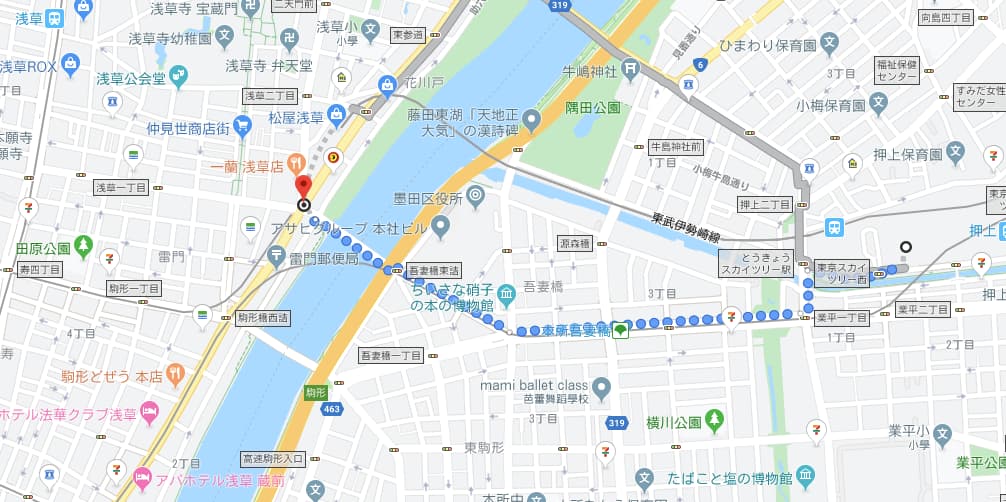 浅草
浅草寺 宝蔵門
二天門前
浅草寺幼稚園
浅草寺 弁天堂
浅草小
小學
東参道
319
見番通り
向島四丁目
ひまわり保育園
浅草ROX
浅草公会堂
浅草二丁目
花川戸
牛嶋神社
6
3丁目
福祉保健
センター
すみだ女性
センター
松屋浅草
仲見世商店街
藤田東湖「天地正
大気」の漢詩碑
隅田公園
小梅保育園
本願寺
願寺
一蘭 浅草店
牛島神社前
1丁目
小梅牛島通り
押上保育園
浅草一丁目
墨田区役所
押上二丁目
アサヒグループ 本社ビル
東武伊勢崎線
押上
田原公園
雷門
雷門郵便局
源森橋
とうきょう
スカイツリー駅
東京スカイ
ツリー西
寿四丁目
駒形一丁目
吾妻橋東詰
ちいさな硝子
の本の博物館
吾妻橋
3丁目
業平二丁目
業平一丁目
駒形橋西詰
本所吾妻橋
4丁目
2丁目
1丁目
寿
吾妻橋一丁目
駒形どぜう 本店
駒形
463
mami ballet class
芭蕾舞蹈學校
3丁目
319
横川公園
ホテル法華クラブ浅草
東駒形
業平小
小學
2丁目
高速駒形入口
アパホテル浅草 蔵前
たばこと塩の博物館
業平公園